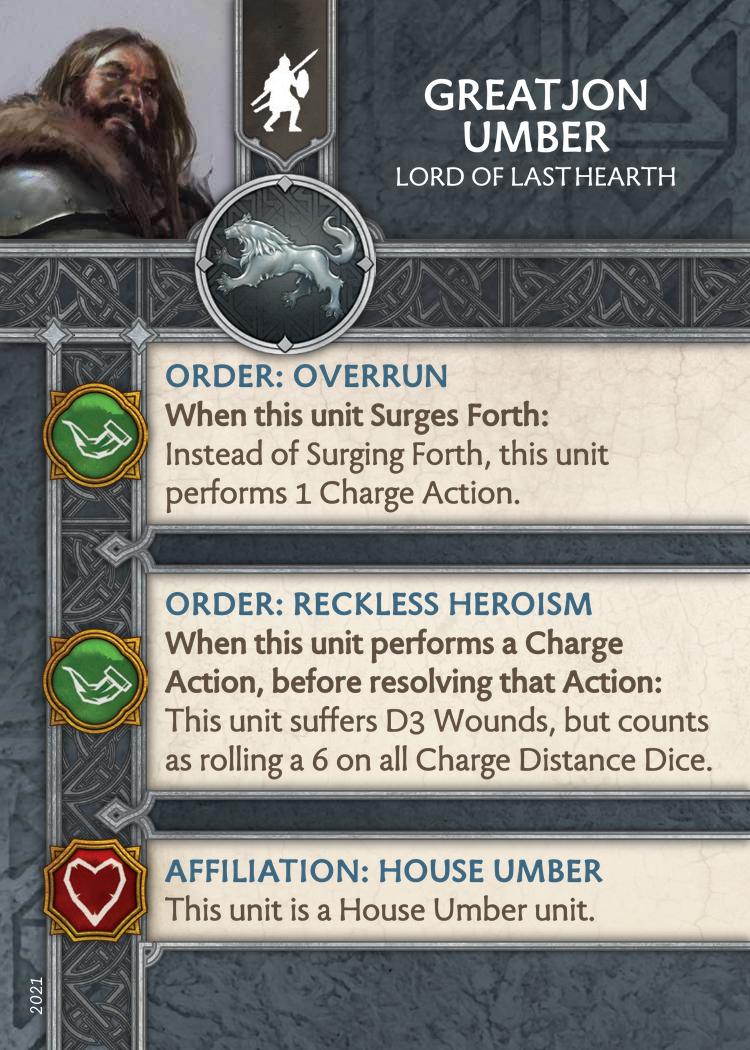 GREATJON
UMBER
LORD OF LAST HEARTH
ORDER: OVERRUN
When this unit Surges Forth:
Instead of Surging Forth, this unit
performs 1 Charge Action.
ORDER: RECKLESS HEROISM
When this unit performs a Charge
Action, before resolving that Action:
This unit suffers D3 Wounds, but counts
as rolling a 6 on all Charge Distance Dice.
AFFILIATION: HOUSE UMBER
This unit is a House Umber unit.
2021